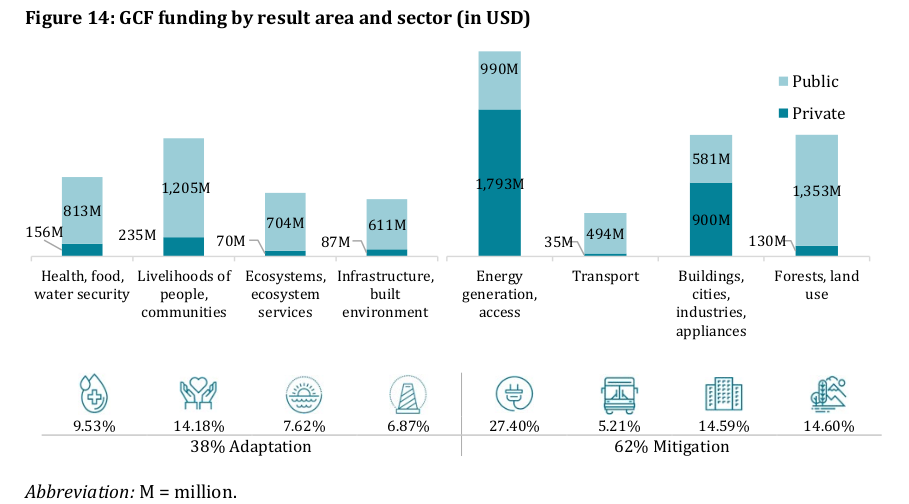 Figure 14: GCF funding by result area and sector (in USD)
990M
Public
Private
1,205M
581M
813M
1,793M
1,353M
704M
611M
900M
156M
235M
70M
87M
35M
494M
130M
Health, food,
water security
Livelihoods of
people,
communities
Ecosystems,
ecosystem
services
Infrastructure,
built
environment
Energy
generation,
access
Transport
Buildings,
cities,
industries,
appliances
Forests, land
use
9.53%
14.18%
7.62%
6.87%
27.40%
5.21%
14.59%
14.60%
38% Adaptation
62% Mitigation
Abbreviation: M = million.